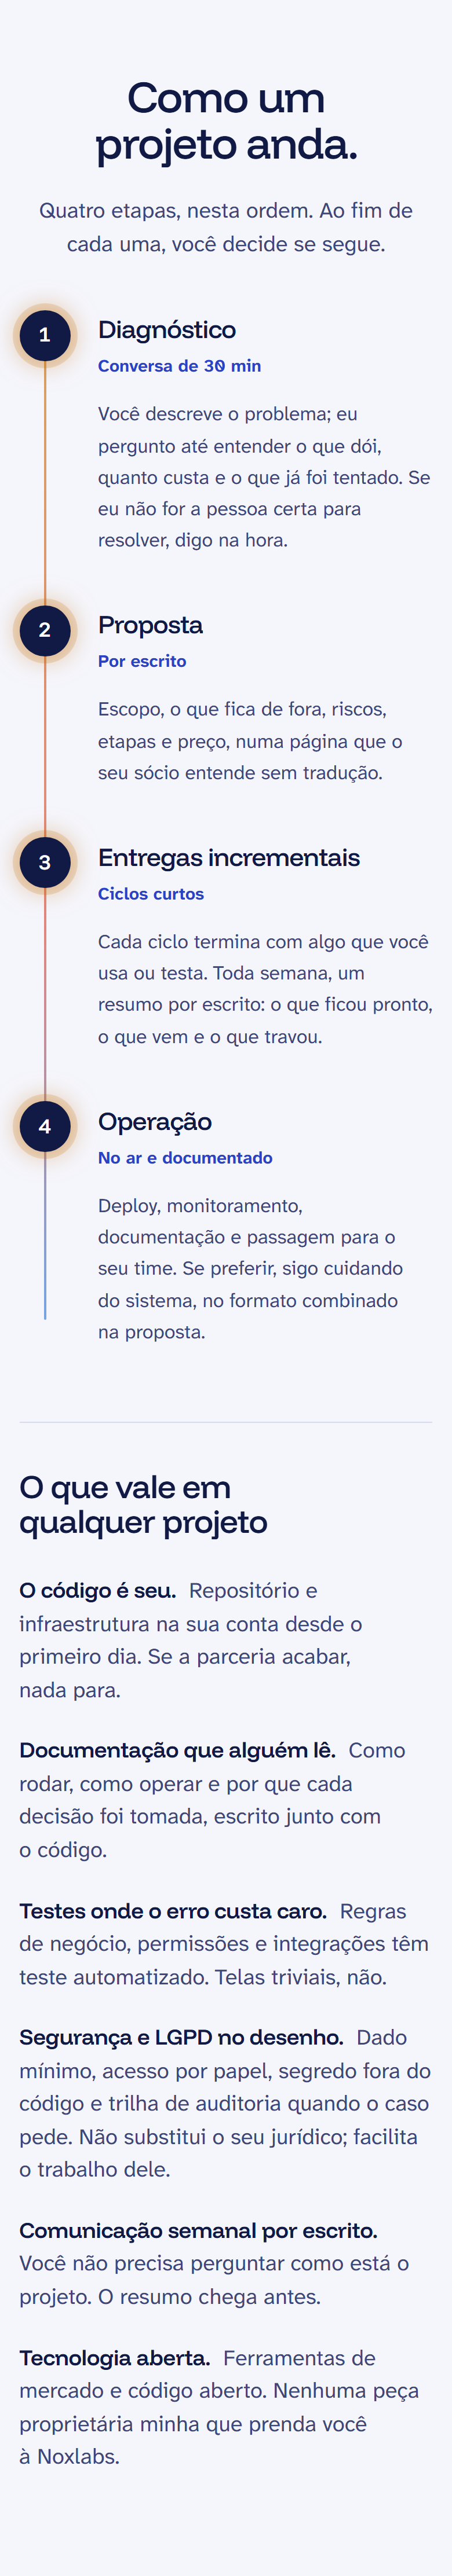 Como um
projeto anda.
Quatro etapas, nesta ordem. Ao fim de
cada uma, você decide se segue.
1
Diagnóstico
Conversa de 30 min
Você descreve o problema; eu
pergunto até entender o que dói,
quanto custa e o que já foi tentado. Se
eu não for a pessoa certa para
resolver, digo na hora.
2
Proposta
Por escrito
Escopo, o que fica de fora, riscos,
etapas e preço, numa página que o
seu sócio entende sem tradução.
3
Entregas incrementais
Ciclos curtos
Cada ciclo termina com algo que você
usa ou testa. Toda semana, um
resumo por escrito: o que ficou pronto,
o que vem e o que travou.
4
Operação
No ar e documentado
Deploy, monitoramento,
documentação e passagem para o
seu time. Se preferir, sigo cuidando
do sistema, no formato combinado
na proposta.
O que vale em
qualquer projeto
O código é seu. Repositório e
infraestrutura na sua conta desde o
primeiro dia. Se a parceria acabar,
nada para.
Documentação que alguém lê. Como
rodar, como operar e por que cada
decisão foi tomada, escrito junto com
o código.
Testes onde o erro custa caro. Regras
de negócio, permissões e integrações têm
teste automatizado. Telas triviais, não.
Segurança e LGPD no desenho. Dado
mínimo, acesso por papel, segredo fora do
código e trilha de auditoria quando o caso
pede. Não substitui o seu jurídico; facilita
o trabalho dele.
Comunicação semanal por escrito.
Você não precisa perguntar como está o
projeto. O resumo chega antes.
Tecnologia aberta. Ferramentas de
mercado e código aberto. Nenhuma peça
proprietária minha que prenda você
à Noxlabs.